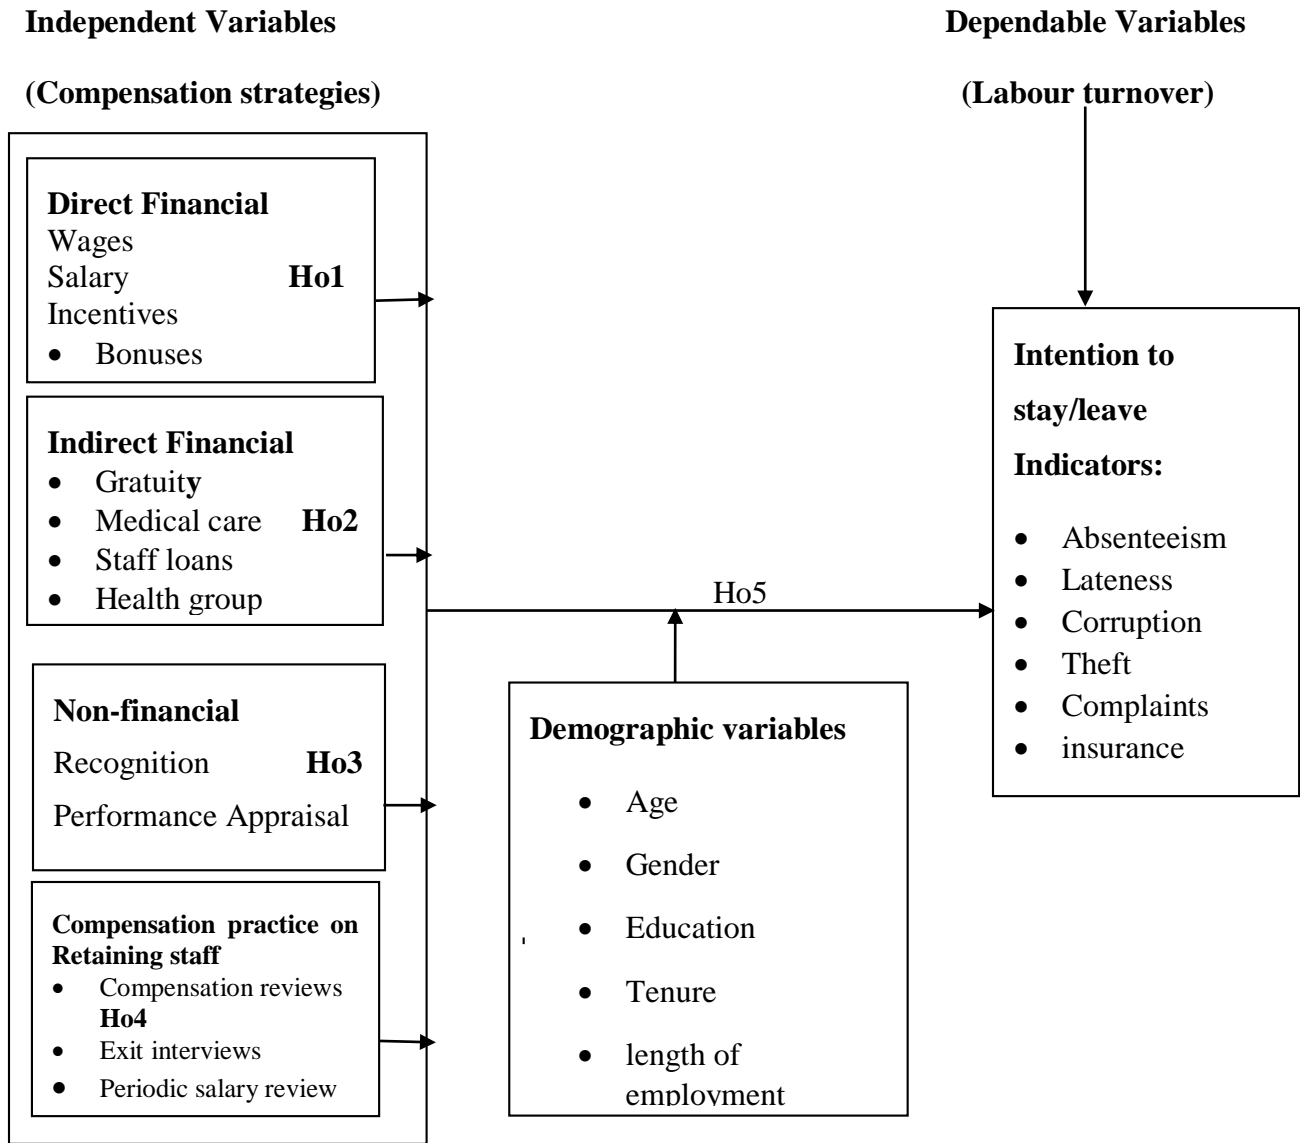 Independent Variables
(Compensation strategies)
Dependable Variables
(Labour turnover)
Direct Financial
Wages
Salary Ho1
Incentives
• Bonuses
Indirect Financial
• Gratuity
• Medical care Ho2
• Staff loans
• Health group
Non-financial
Recognition Ho3
Performance Appraisal
Compensation practice on
Retaining staff
• Compensation reviews
Ho4
• Exit interviews
• Periodic salary review
Ho5
Demographic variables
• Age
• Gender
• Education
• Tenure
• length of
employment
Intention to
stay/leave
Indicators:
• Absenteeism
• Lateness
• Corruption
• Theft
• Complaints
• insurance